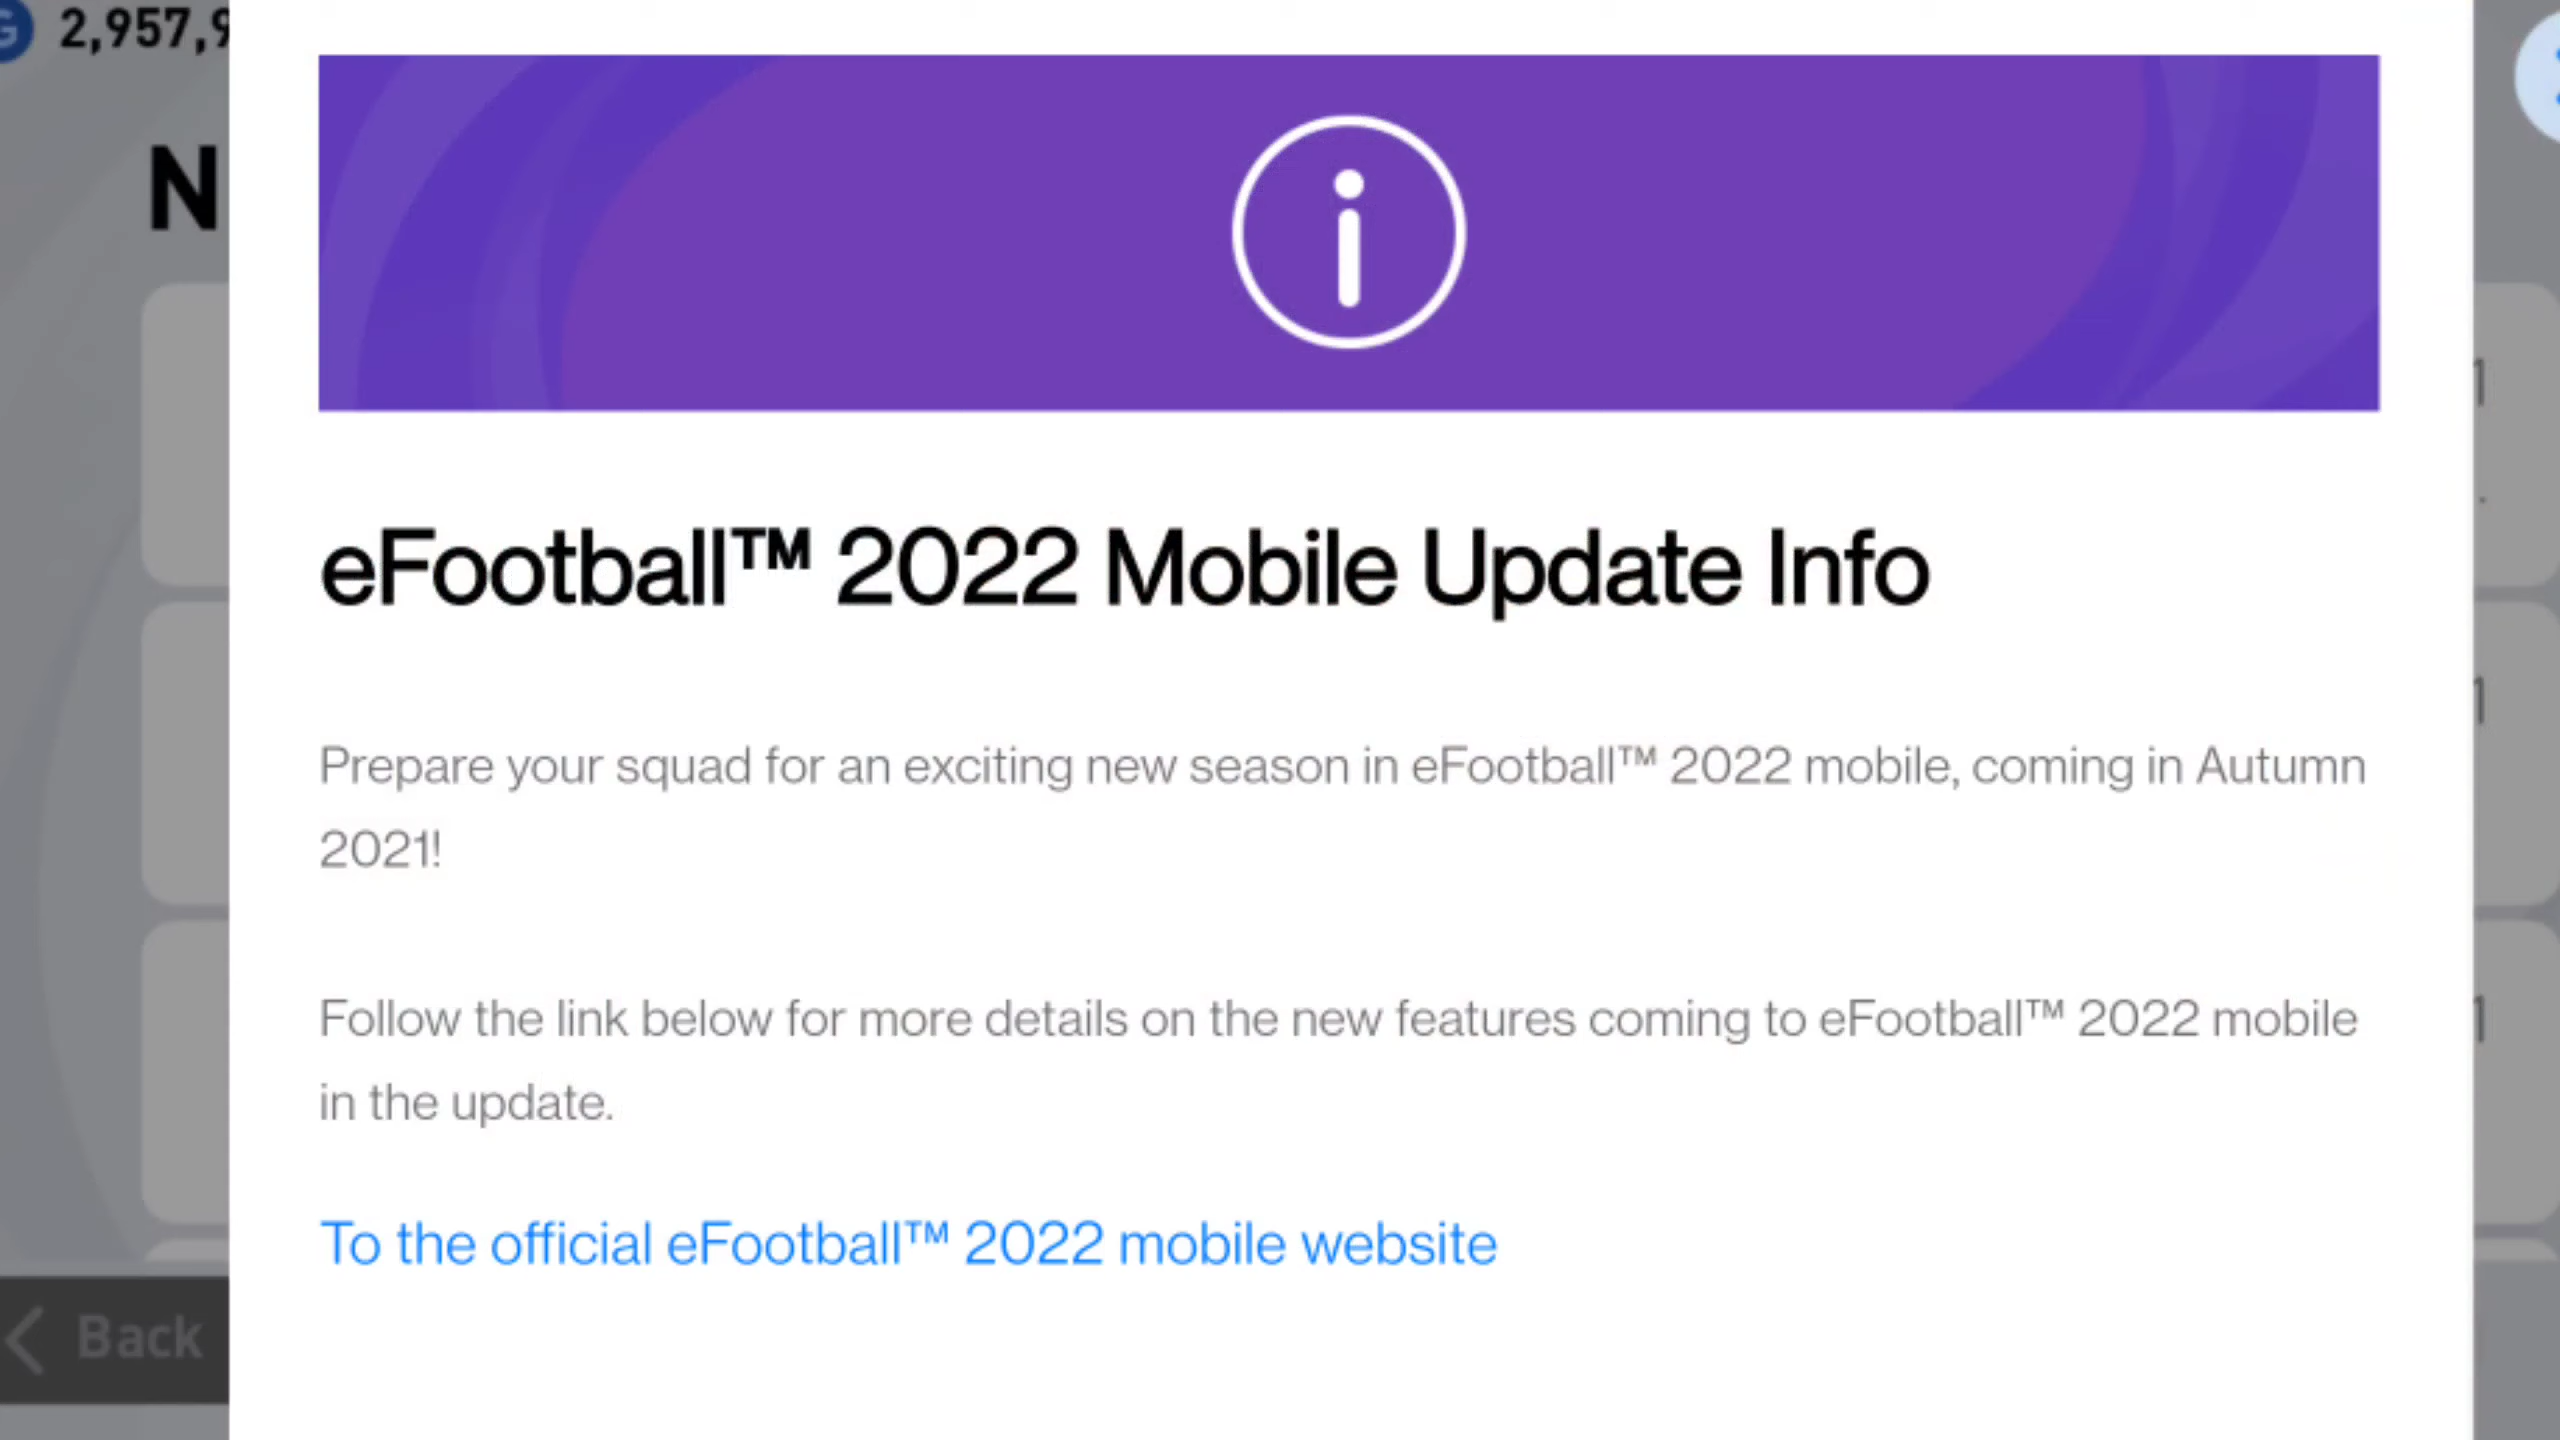 2,957,9
N
eFootball™ 2022 Mobile Update Info
Prepare your squad for an exciting new season in eFootball™ 2022 mobile, coming in Autumn
2021!
Follow the link below for more details on the new features coming to eFootball™ 2022 mobile
in the update.
To the official eFootball™ 2022 mobile website
Back